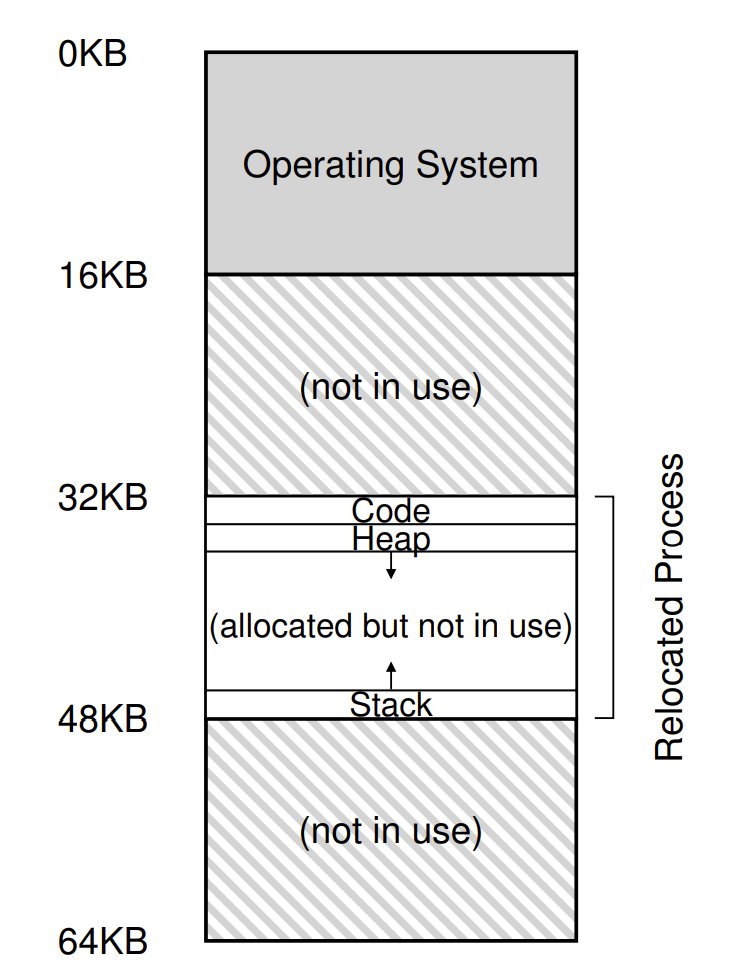 0KB
Operating System
16KB
(not in use)
32KB
Code
Heap
(allocated but not in use)
Stack
48KB
Relocated Process
(not in use)
64KB